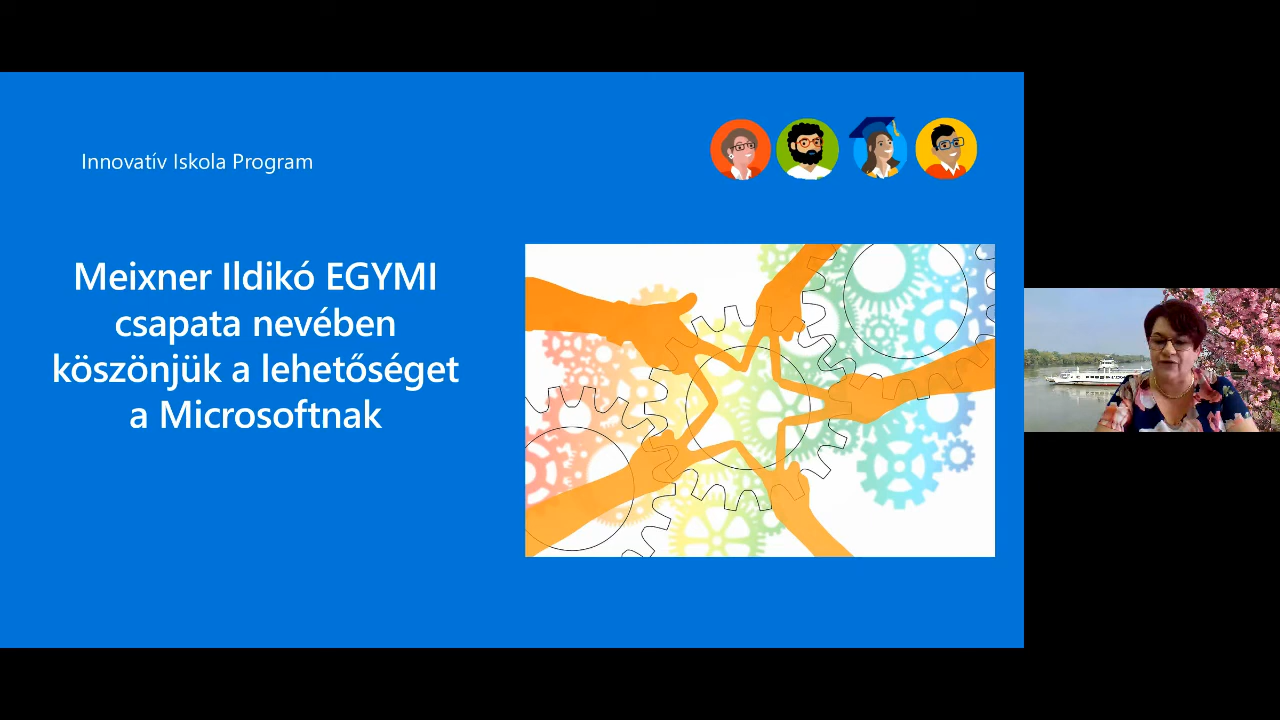 Innovatív Iskola Program
Meixner Ildikó EGYMI
csapata nevében
köszönjük a lehetőséget
a Microsoftnak